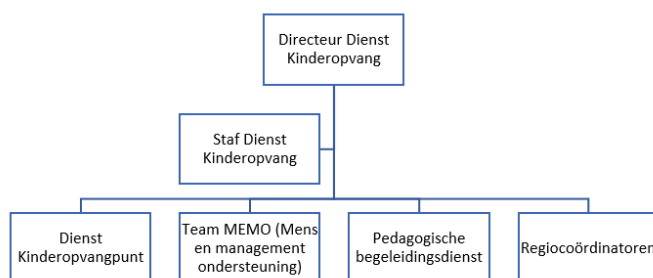 Directeur Dienst
Kinderopvang
Staf Dienst
Kinderopvang
Dienst
Kinderopvangpunt
Team MEMO (Mens
en management
ondersteuning)
Pedagogische
begeleidingsdienst
Regiocoördinatoren